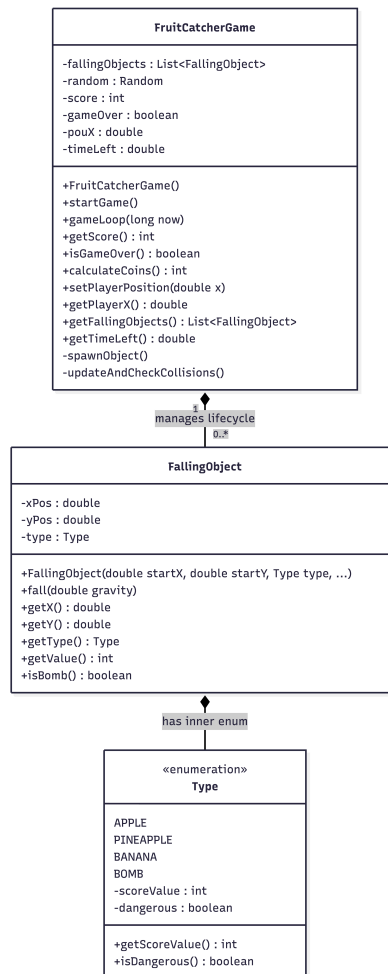 FruitCatcherGame
-fallingObjects : List<FallingObject>
-random : Random
-score : int
-gameOver : boolean
-pouX : double
-timeLeft : double
+FruitCatcherGame()
+startGame()
+gameLoop(long now)
+getScore() : int
+isGameOver() : boolean
+calculateCoins() : int
+setPlayerPosition(double x)
+getPlayerX() : double
+getFallingObjects() : List<FallingObject>
+getTimeLeft() : double
-spawnObject()
-updateAndCheckCollisions()
1
manages lifecycle
0..*
FallingObject
-xPos : double
-yPos : double
-type : Type
+FallingObject(double startX, double startY, Type type, ...)
+fall(double gravity)
+getX() : double
+getY() : double
+getType() : Type
+getValue() : int
+isBomb() : boolean
has inner enum
«enumeration»
Type
APPLE
PINEAPPLE
BANANA
BOMB
-scoreValue : int
-dangerous : boolean
+getScoreValue() : int
+isDangerous() : boolean